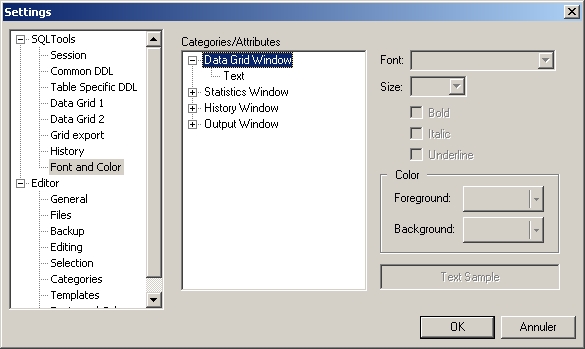 Settings
SQLTools
Session
Common DDL
Table Specific DDL
Data Grid 1
Data Grid 2
Grid export
History
Font and Color
Editor
General
Files
Backup
Editing
Selection
Categories
Templates
Categories/Attributes
Data Grid Window
Text
Statistics Window
History Window
Output Window
Font:
Size:
Bold
Italic
Underline
Color
Foreground:
Background:
Text Sample
OK
Annuler